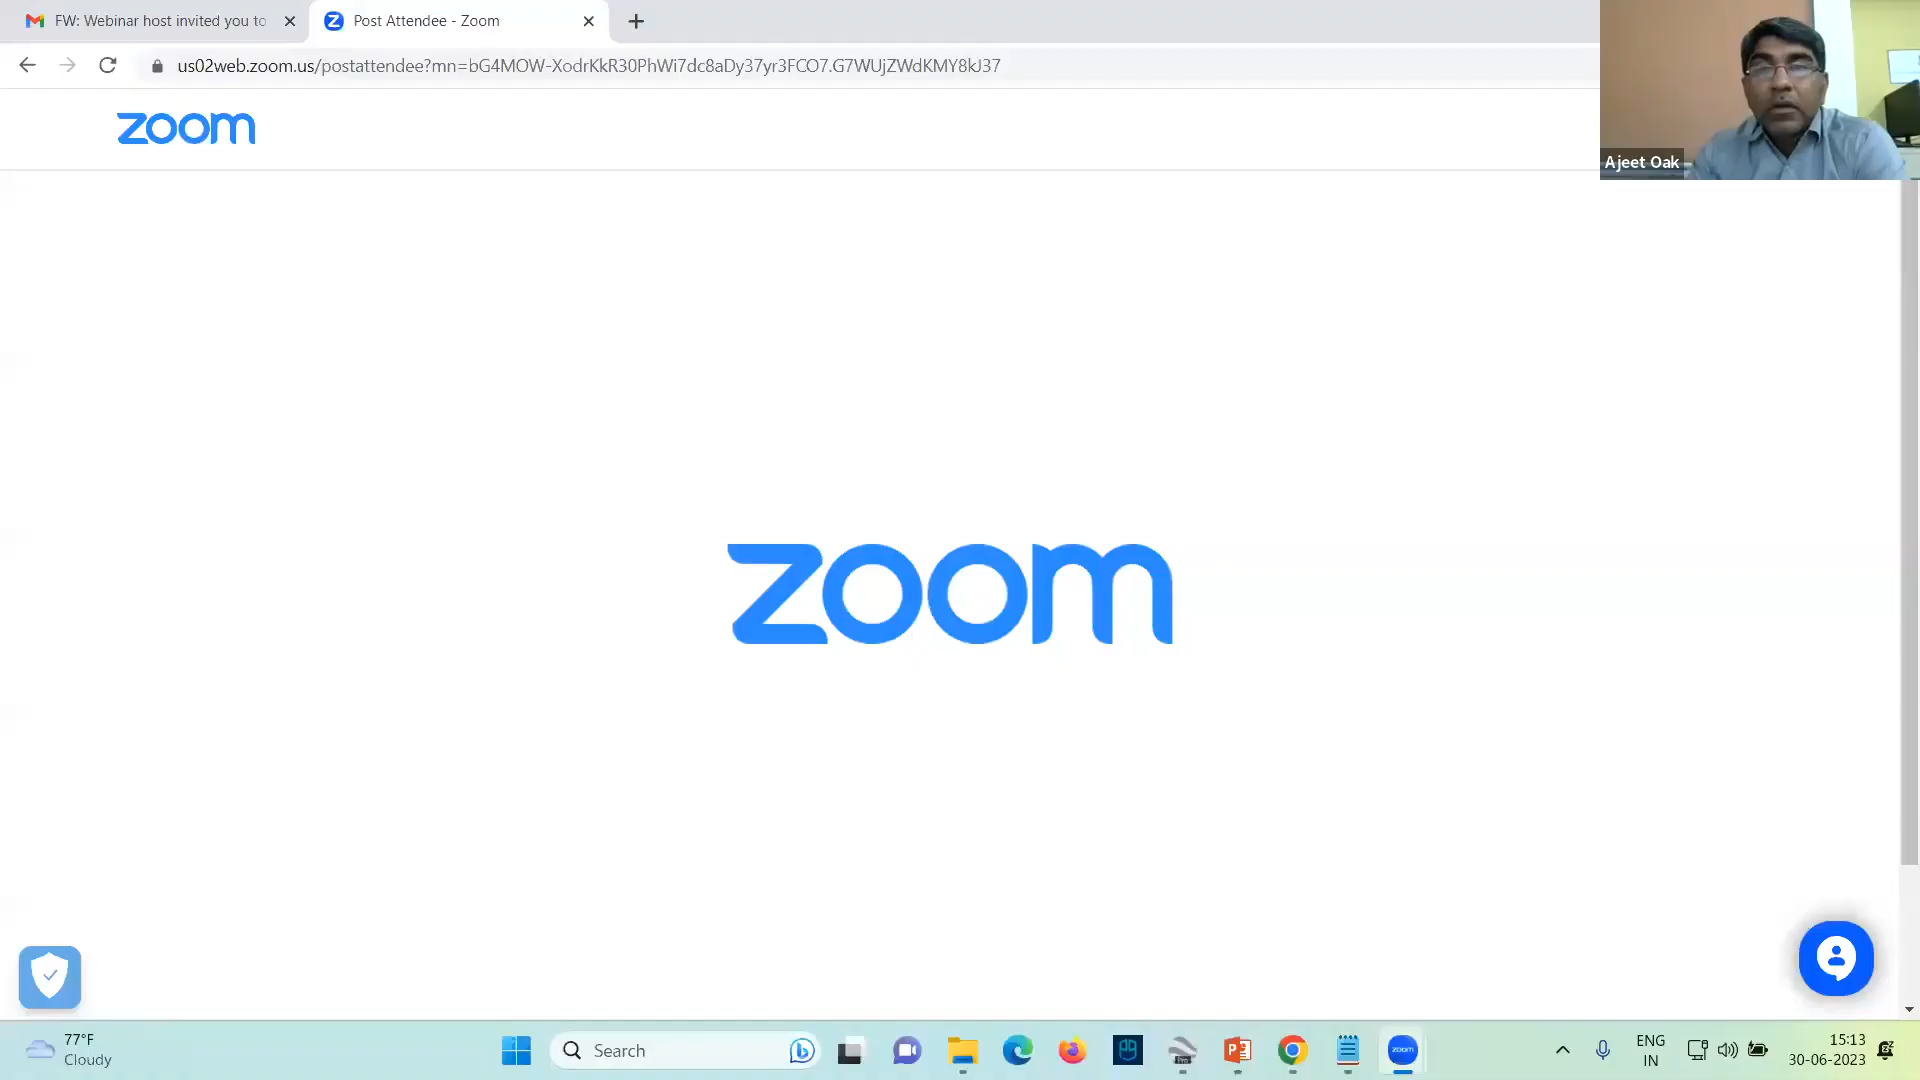 FW: Webinar host invited you to
Post Attendee - Zoom
us02web.zoom.us/postattendee?mn=bG4MOW-XodrKkR30PhWi7dc8aDy37yr3FCO7.G7WUjZWdKMY8kJ37
zoom
Ajeet Oak
zoom
77°F
Cloudy
Search
zoom
ENG
IN
15:13
30-06-2023